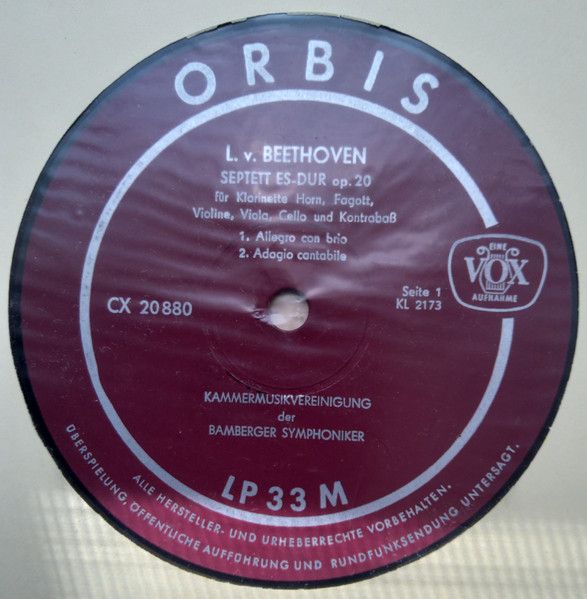 ORBIS
L. v. BEETHOVEN
SEPTETT ES-DUR op. 20
für Klarinette Horn, Fagott,
Violine, Viola, Cello und Kontrabaß
1. Allegro con brio
2. Adagio cantabile
CX 20880
Seite 1
KL 2173
EINE
VOX
AUFNAHME
KAMMERMUSIKVEREINIGUNG
der
BAMBERGER SYMPHONIKER
LP 33 M
ALLE HERSTELLER- UND URHEBERRECHTE VORBEHALTEN.
ÜBERSPIELUNG, ÖFFENTLICHE AUFFÜHRUNG UND RUNDFUNKSENDUNG UNTERSAGT.